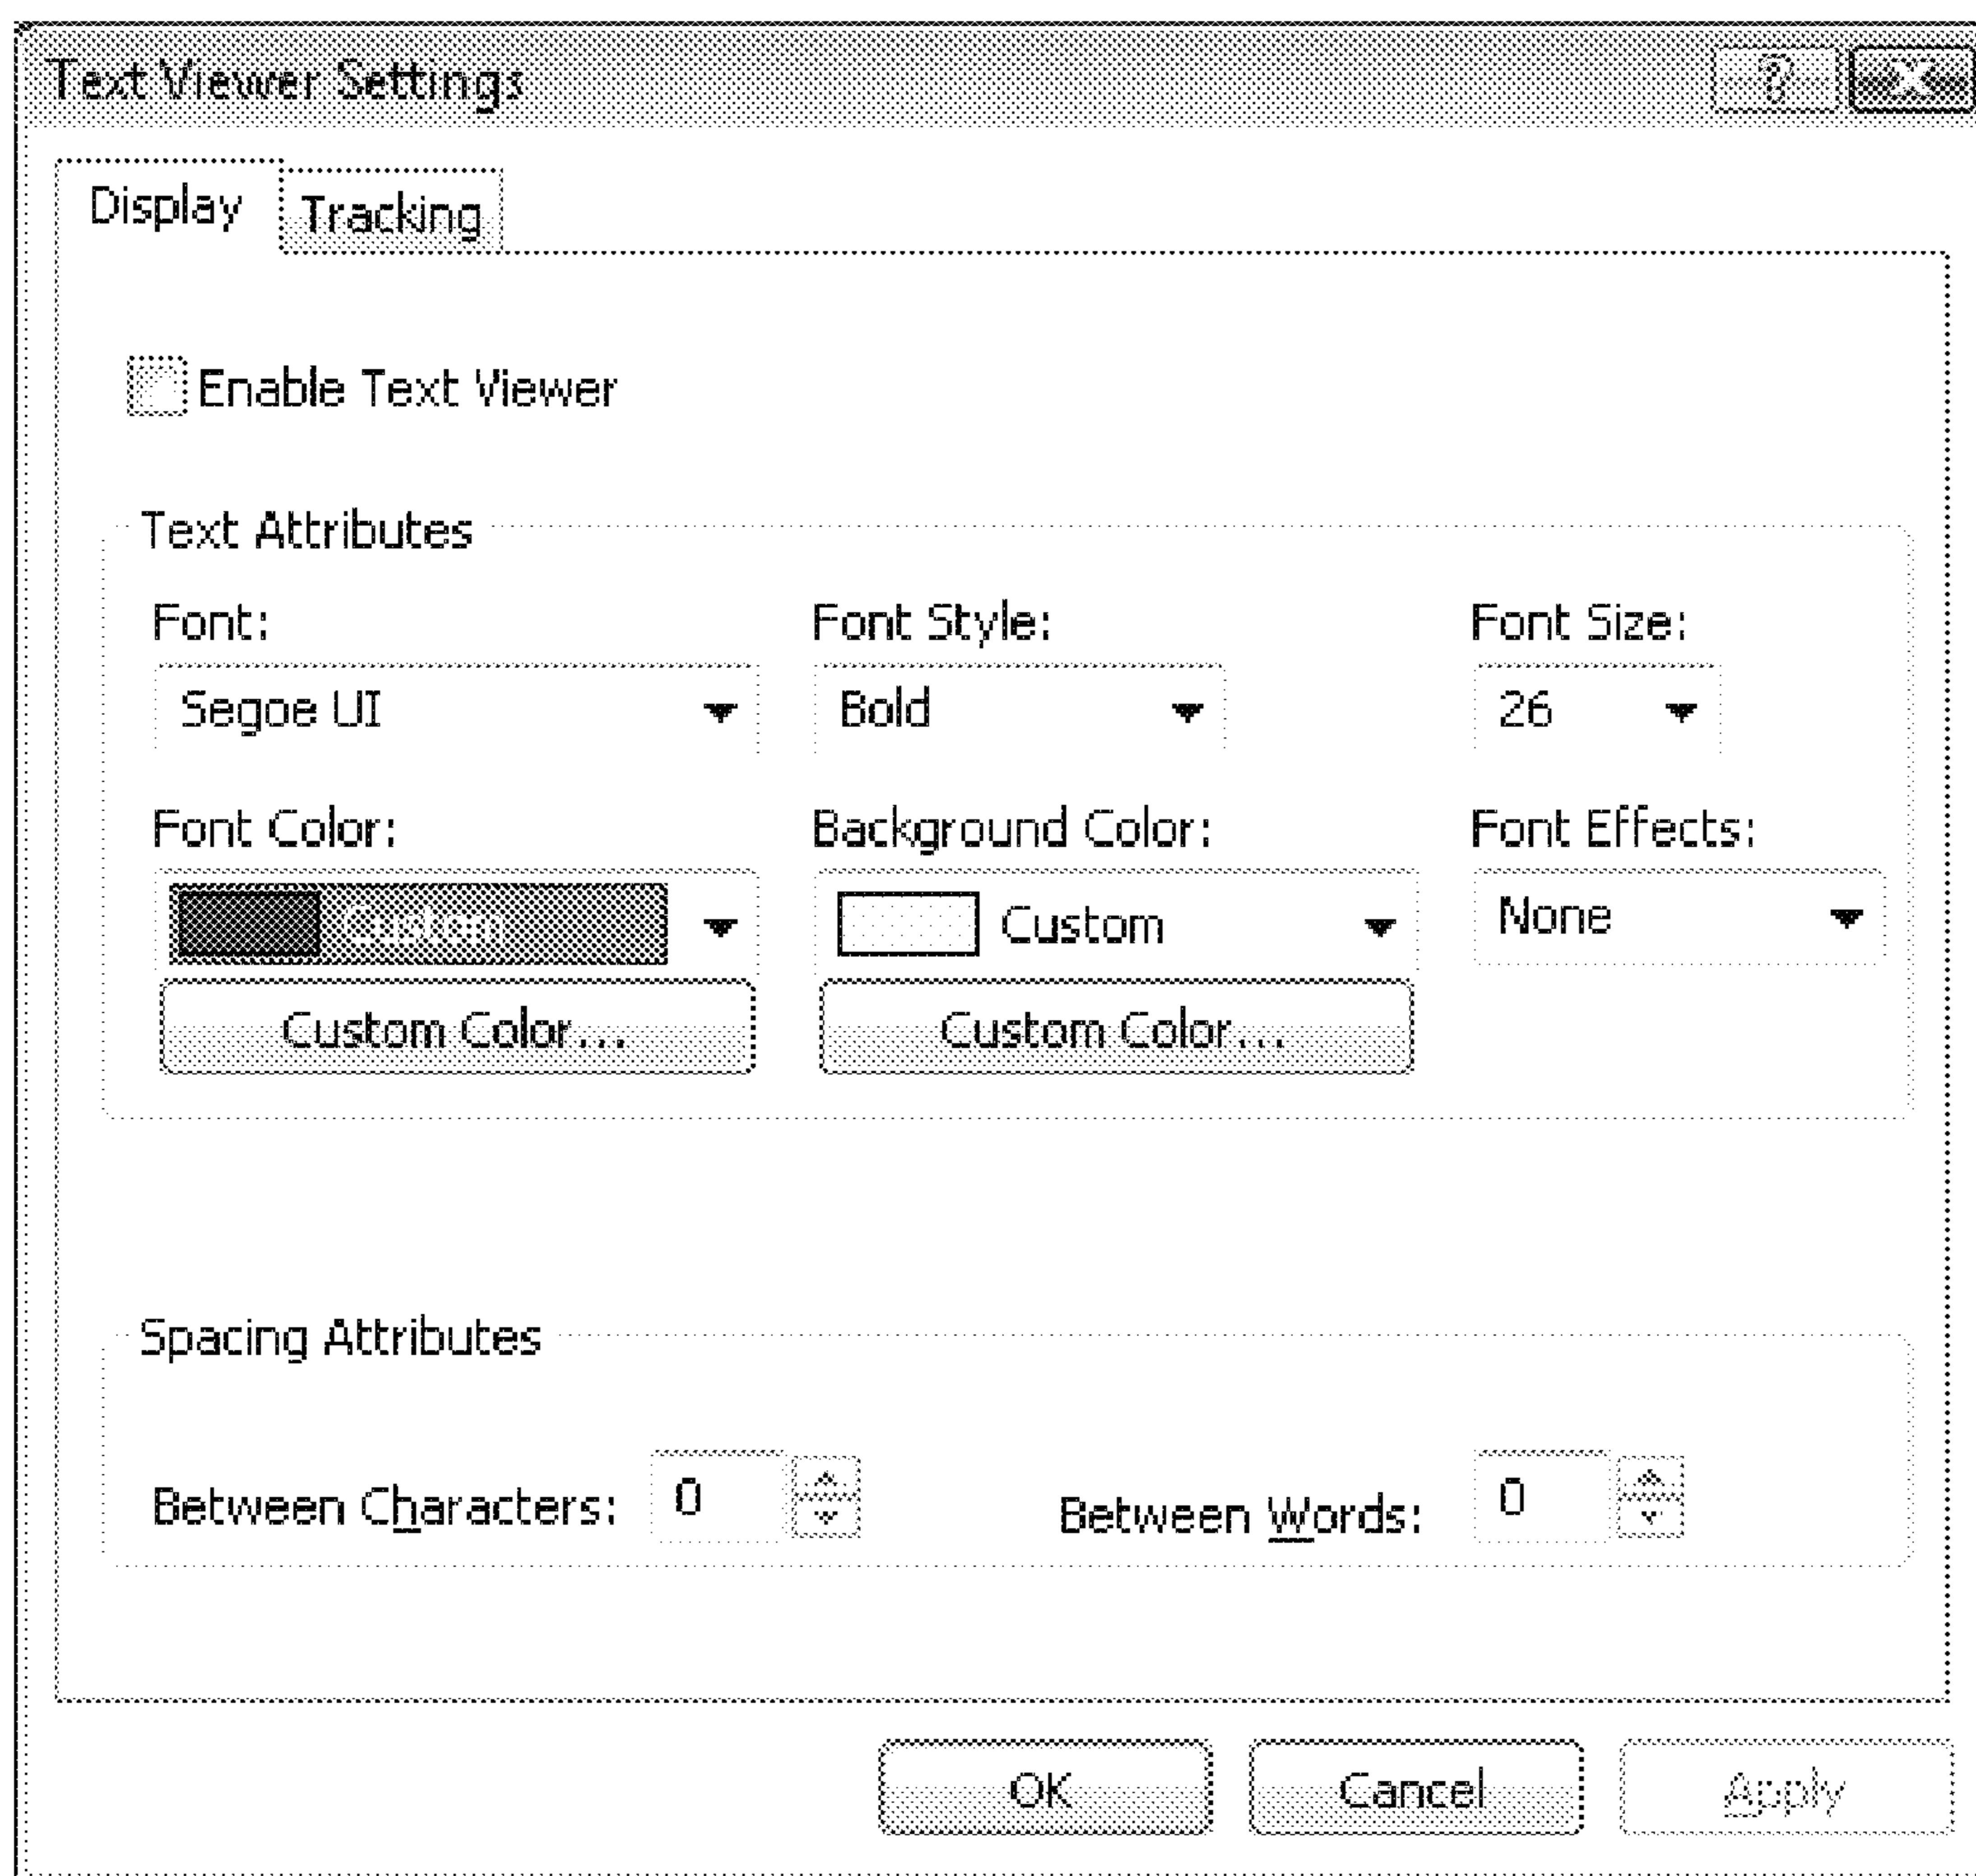 Text Viewer Settings ? X
Display Tracking
Enable Text Viewer
Text Attributes
Font: Font Style: Font Size:
Segoe UI Bold 26
Font Color: Background Color: Font Effects:
Custom Custom None
Custom Color... Custom Color...
Spacing Attributes
Between Characters: 0 Between Words: 0
OK Cancel Apply